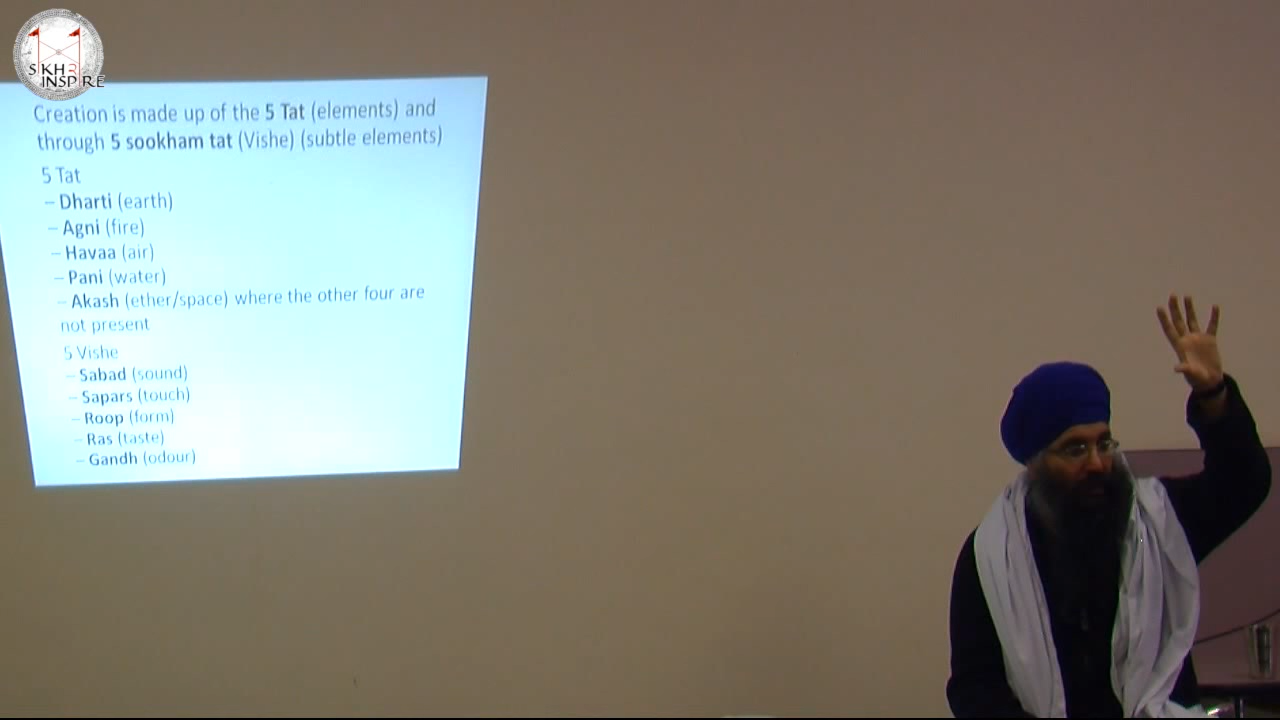 SIKH2
INSPIRE
Creation is made up of the 5 Tat (elements) and
through 5 sookham tat (Vishe) (subtle elements)
5 Tat
– Dharti (earth)
– Agni (fire)
– Havaa (air)
– Pani (water)
– Akash (ether/space) where the other four are
not present
5 Vishe
– Sabad (sound)
– Sapars (touch)
– Roop (form)
– Ras (taste)
– Gandh (odour)